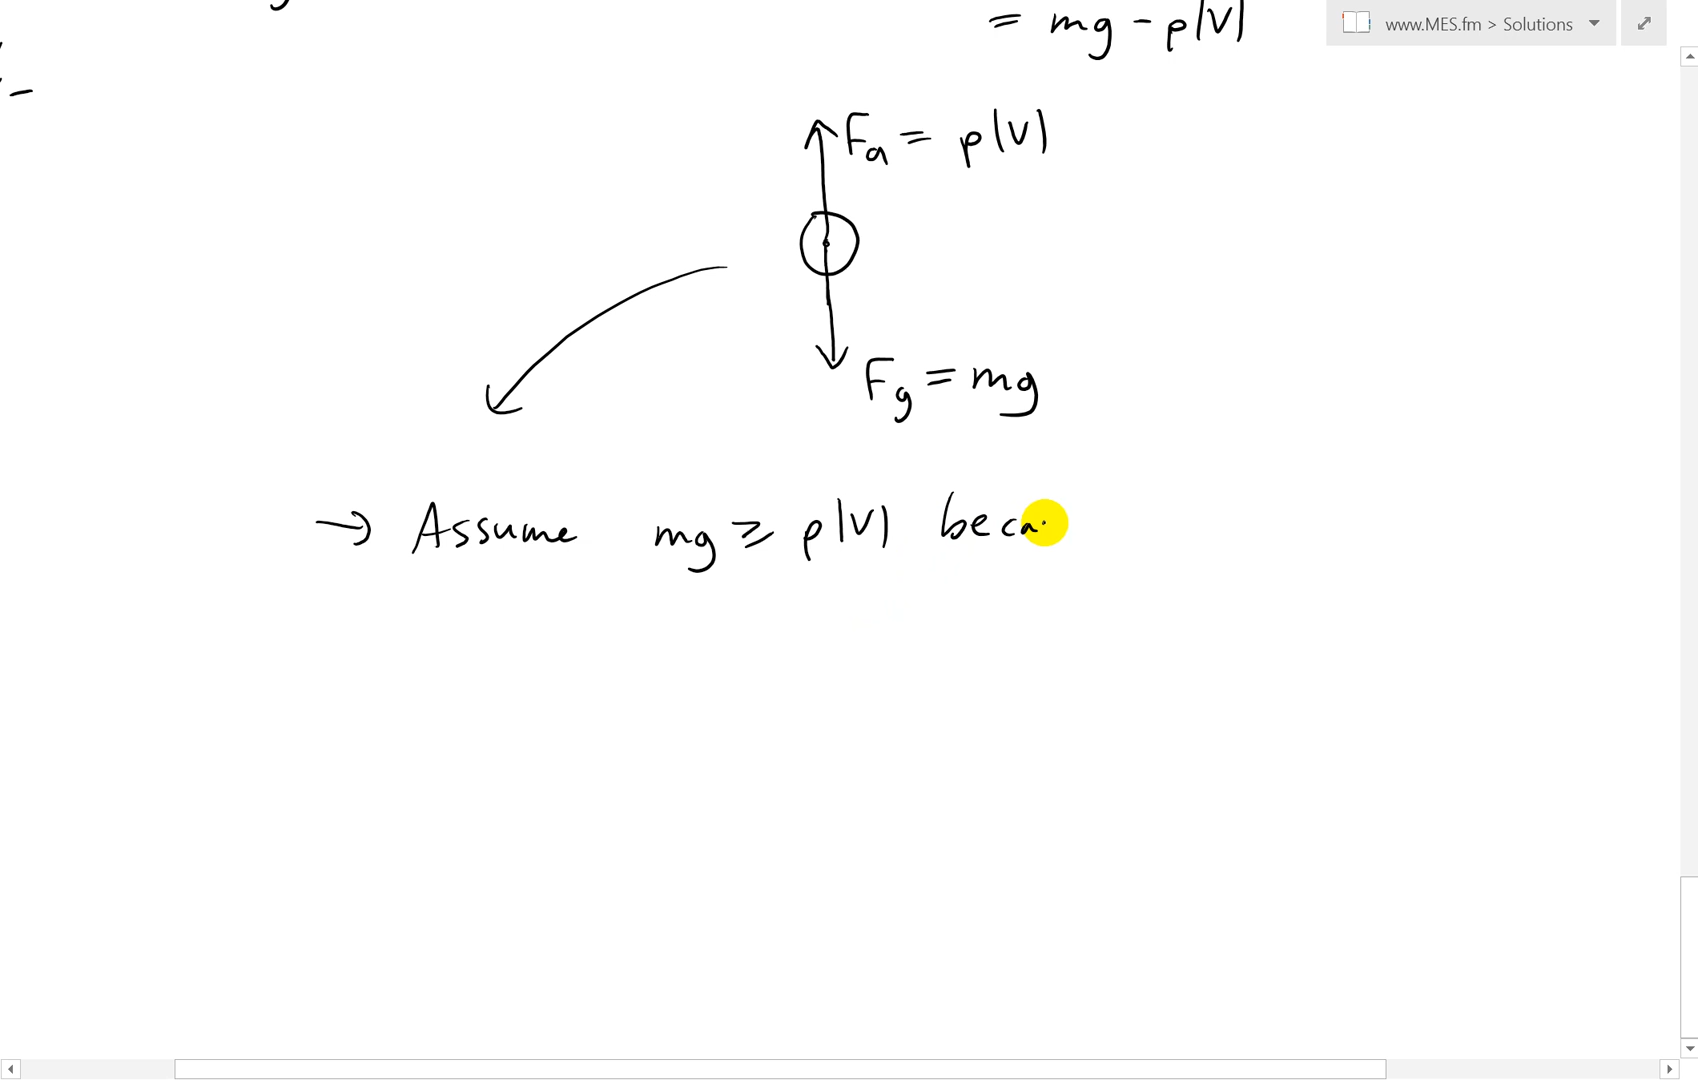 = mg - p|v|
www.MES.fm > Solutions
Fa = p|v|
Fg = mg
→ Assume mg ≥ p|v| beca